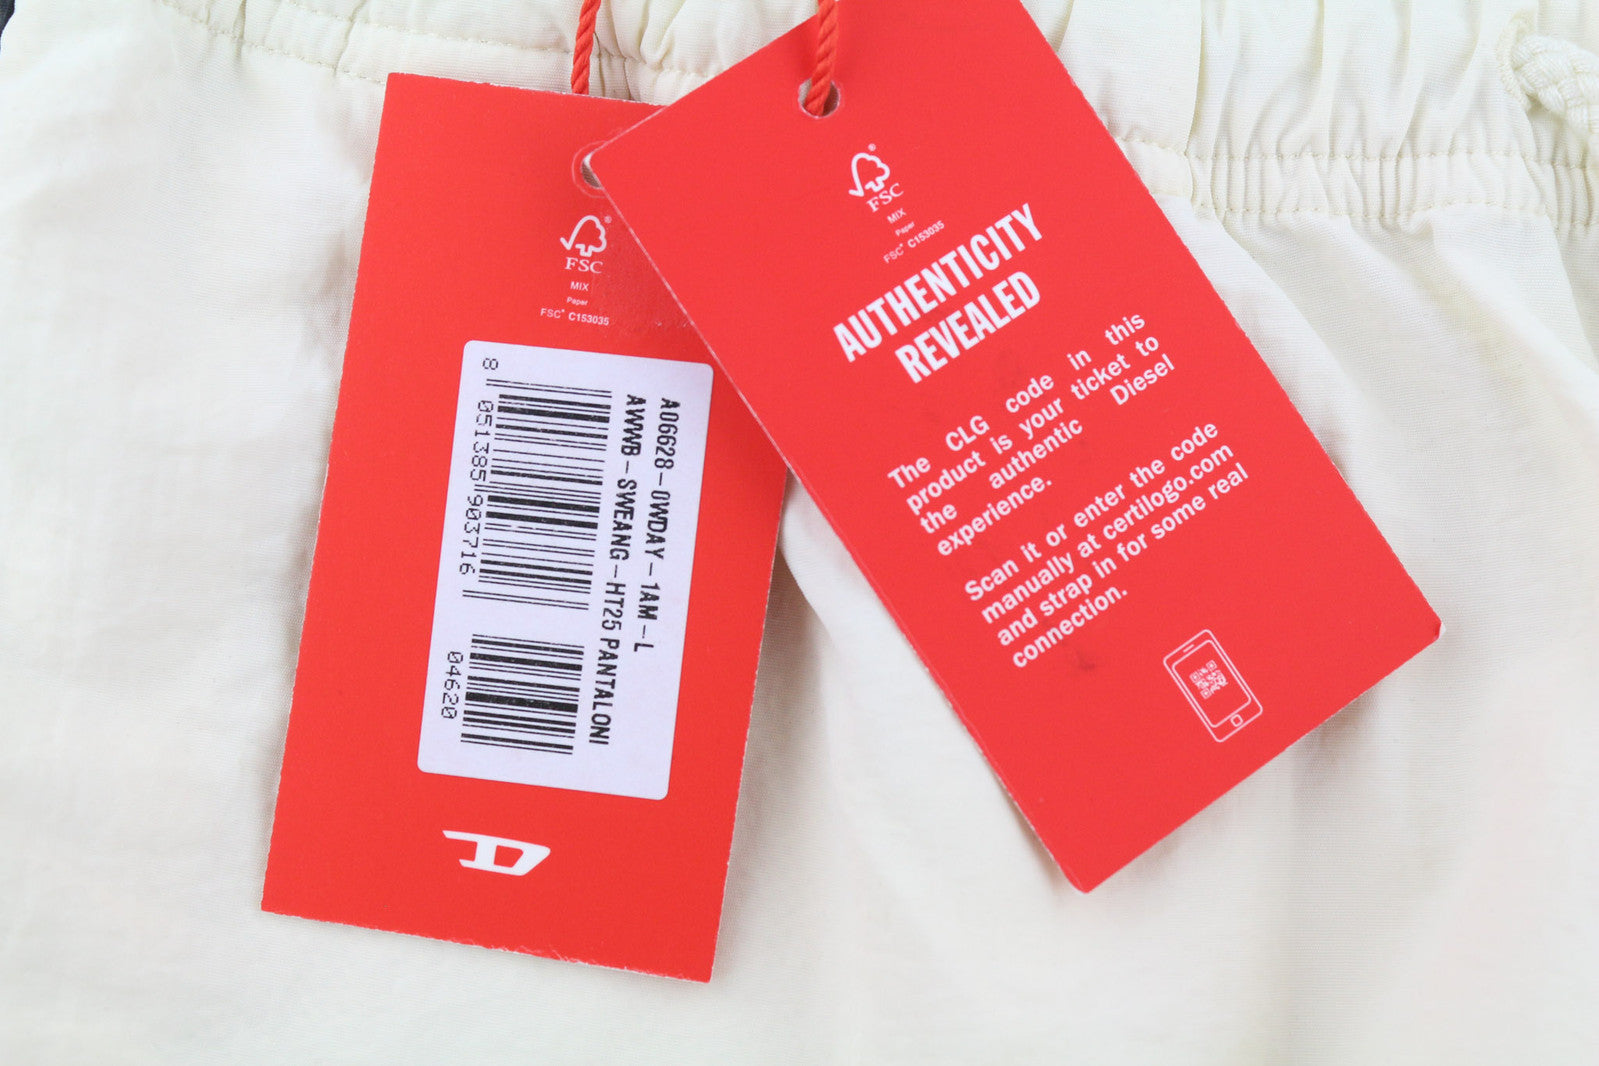 FSC
MIX
Paper
FSC® C153035
A06628-0WDAY-1AM-L
AWWB-SWEANG-HT25 PANTALONI
8 051385 903716
04620
D
FSC
MIX
Paper
FSC® C153035
AUTHENTICITY
REVEALED
The CLG code in this
product is your ticket to
the authentic Diesel
experience.
Scan it or enter the code
manually at certilogo.com
and strap in for some real
connection.